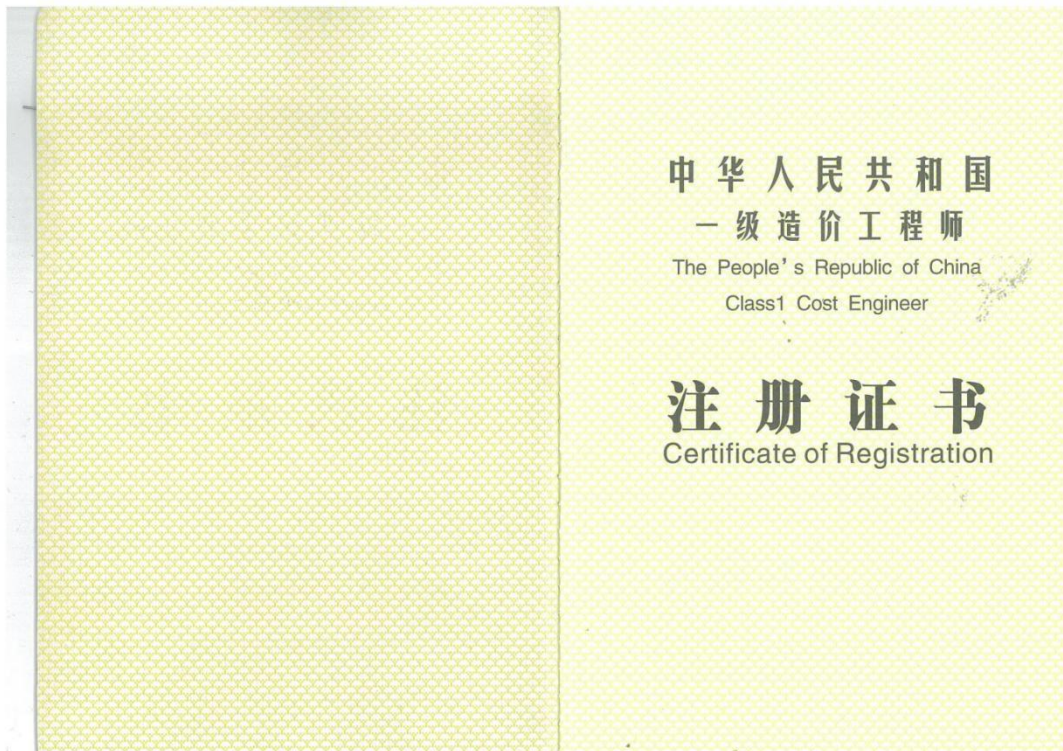 中华人民共和国
一级造价工程师
The People's Republic of China
Class1 Cost Engineer
注册证书
Certificate of Registration